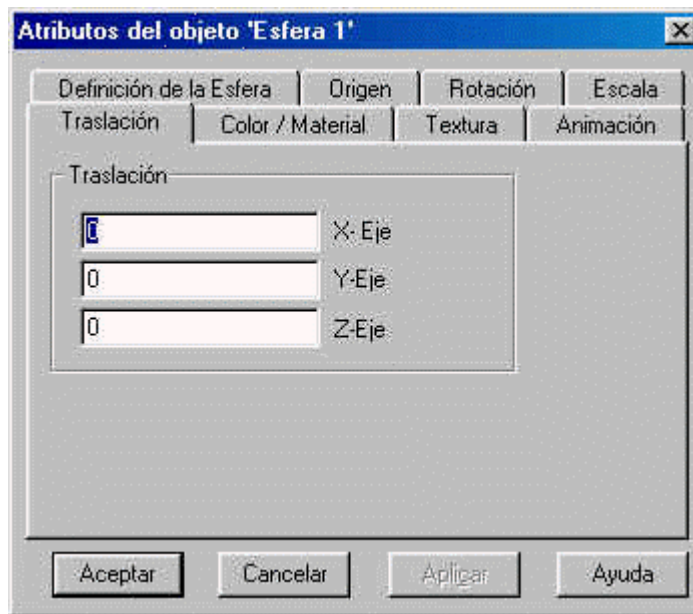 Atributos del objeto 'Esfera 1'
Definición de la Esfera Origen Rotación Escala
Traslación Color / Material Textura Animación
Traslación
0 X- Eje
0 Y-Eje
0 Z-Eje
Aceptar Cancelar Aplicar Ayuda